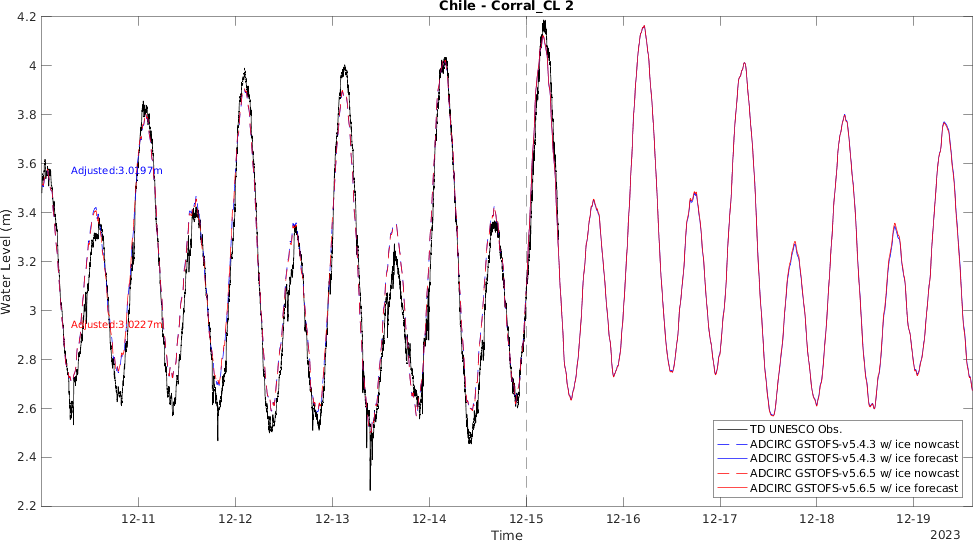 Chile - Corral_CL 2
4.2
4
3.8
3.6
3.4
3.2
3
2.8
2.6
2.4
2.2
Water Level (m)
Adjusted:3.0197m
Adjusted:3.0227m
TD UNESCO Obs.
ADCIRC GSTOFS-v5.4.3 w/ ice nowcast
ADCIRC GSTOFS-v5.4.3 w/ ice forecast
ADCIRC GSTOFS-v5.6.5 w/ ice nowcast
ADCIRC GSTOFS-v5.6.5 w/ ice forecast
12-11 12-12 12-13 12-14 12-15 12-16 12-17 12-18 12-19
Time
2023